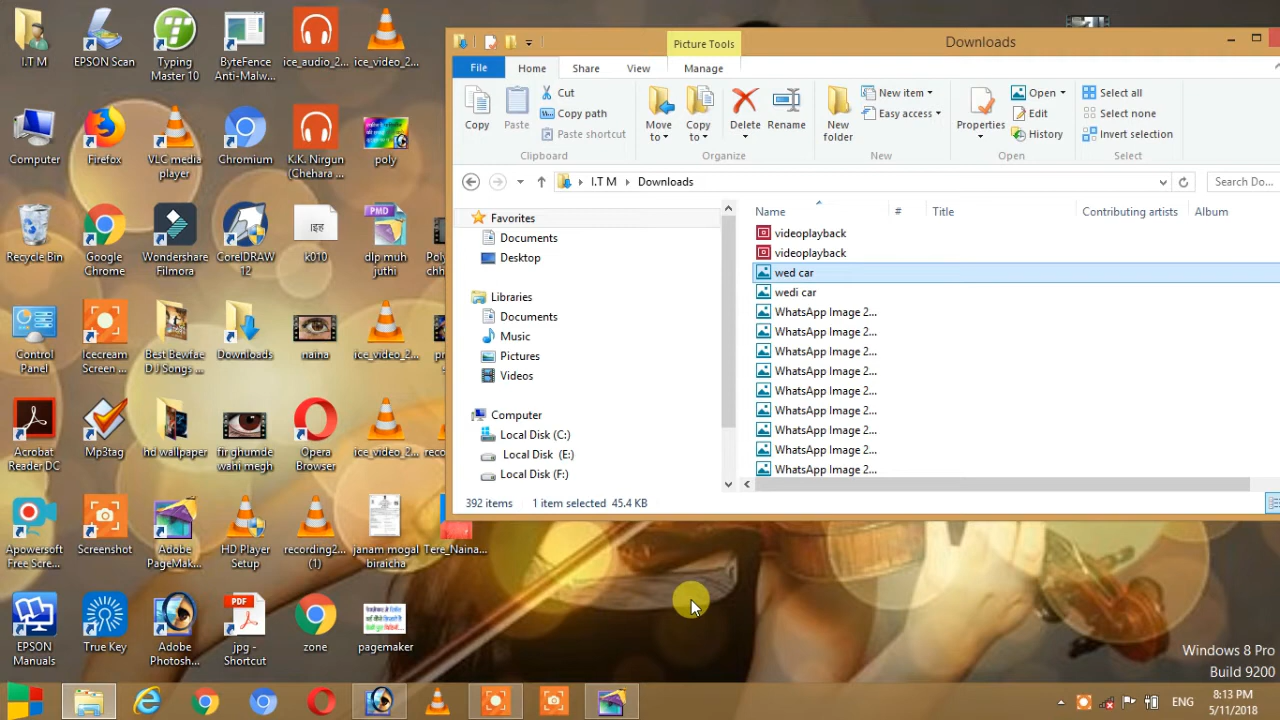 I.T M
EPSON Scan
Typing Master 10
ByteFence Anti-Malw...
ice_audio_2...
ice_video_2...
Computer
Firefox
VLC media player
Chromium
K.K. Nirgun (Chehara ...
poly
Recycle Bin
Google Chrome
Wondershare Filmora
CorelDRAW 12
k010
PMD
dlp muh juthi
Control Panel
Icecream Screen ...
Best Bewfae DJ Songs ...
Downloads
naina
ice_video_2...
Acrobat Reader DC
Mp3tag
hd wallpaper
fir ghumde wahi megh
Opera Browser
ice_video_2...
Apowersoft Free Scre...
Screenshot
Adobe PageMak...
HD Player Setup
recording2... (1)
janam mogal biraicha
Tere_Naina...
EPSON Manuals
True Key
Adobe Photosh...
PDF
jpg - Shortcut
zone
pagemaker
Picture Tools
Downloads
File
Home
Share
View
Manage
Copy
Paste
Cut
Copy path
Paste shortcut
Clipboard
Move to
Copy to
Delete
Rename
Organize
New folder
New item
Easy access
New
Properties
Open
Edit
History
Open
Select all
Select none
Invert selection
Select
I.T M
Downloads
Search Do...
Favorites
Documents
Desktop
Libraries
Documents
Music
Pictures
Videos
Computer
Local Disk (C:)
Local Disk (E:)
Local Disk (F:)
Name # Title Contributing artists Album
videoplayback
videoplayback
wed car
wedi car
WhatsApp Image 2...
WhatsApp Image 2...
WhatsApp Image 2...
WhatsApp Image 2...
WhatsApp Image 2...
WhatsApp Image 2...
WhatsApp Image 2...
WhatsApp Image 2...
WhatsApp Image 2...
392 items 1 item selected 45.4 KB
Windows 8 Pro
Build 9200
ENG
8:13 PM
5/11/2018